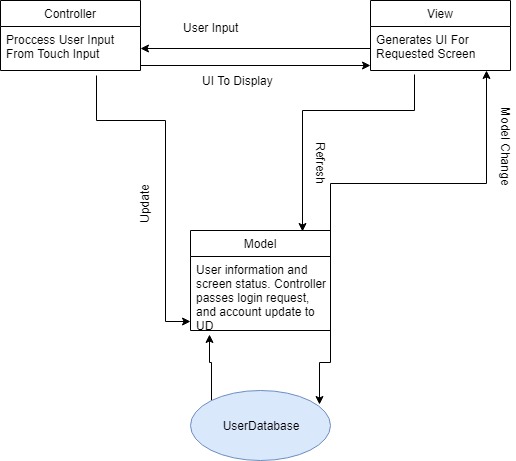 Controller
Proccess User Input
From Touch Input
User Input
UI To Display
View
Generates UI For
Requested Screen
Update
Refresh
Model Change
Model
User information and
screen status. Controller
passes login request,
and account update to
UD
UserDatabase